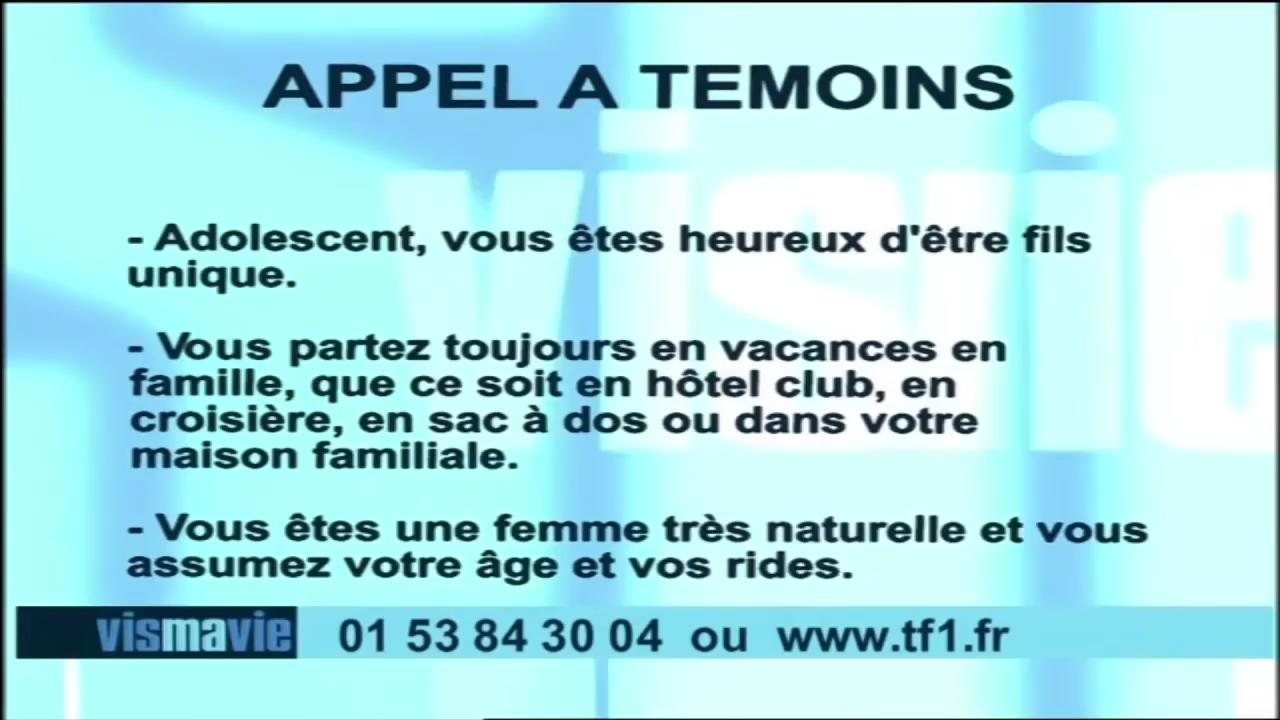 APPEL A TEMOINS
- Adolescent, vous êtes heureux d'être fils
unique.
- Vous partez toujours en vacances en
famille, que ce soit en hôtel club, en
croisière, en sac à dos ou dans votre
maison familiale.
- Vous êtes une femme très naturelle et vous
assumez votre âge et vos rides.
vismavie 01 53 84 30 04 ou www.tf1.fr